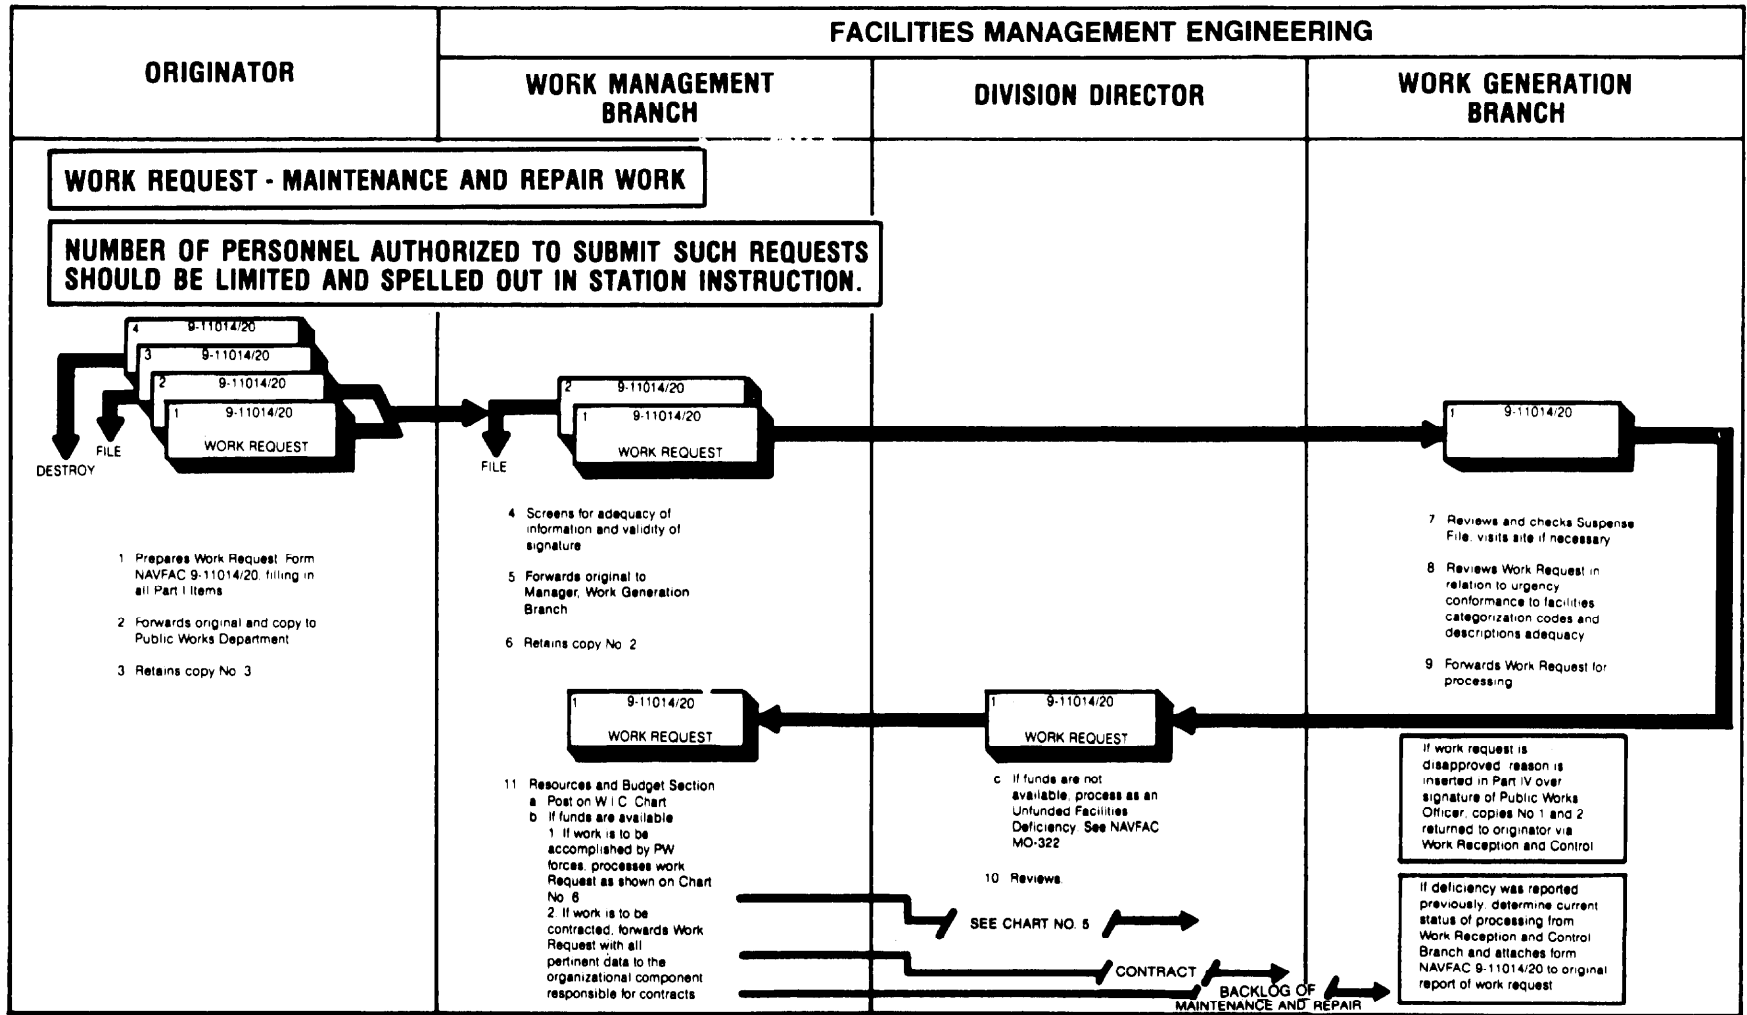 FACILITIES MANAGEMENT ENGINEERING
ORIGINATOR
WORK MANAGEMENT
BRANCH
DIVISION DIRECTOR
WORK GENERATION
BRANCH
WORK REQUEST - MAINTENANCE AND REPAIR WORK
NUMBER OF PERSONNEL AUTHORIZED TO SUBMIT SUCH REQUESTS
SHOULD BE LIMITED AND SPELLED OUT IN STATION INSTRUCTION.
4 9-11014/20
3 9-11014/20
2 9-11014/20
1 9-11014/20
WORK REQUEST
DESTROY
FILE
1 Prepares Work Request Form
NAVFAC 9-11014/20, filling in
all Part I Items
2 Forwards original and copy to
Public Works Department
3 Retains copy No 3
2 9-11014/20
1 9-11014/20
WORK REQUEST
FILE
4 Screens for adequacy of
information and validity of
signature
5 Forwards original to
Manager, Work Generation
Branch
6 Retains copy No 2
1 9-11014/20
7 Reviews and checks Suspense
File, visits site if necessary
8 Reviews Work Request in
relation to urgency
conformance to facilities
categorization codes and
descriptions adequacy
9 Forwards Work Request for
processing
1 9-11014/20
WORK REQUEST
11 Resources and Budget Section
a Post on W I C Chart
b If funds are available
1 If work is to be
accomplished by PW
forces, processes work
Request as shown on Chart
No 6
2. If work is to be
contracted, forwards Work
Request with all
pertinent data to the
organizational component
responsible for contracts
1 9-11014/20
WORK REQUEST
c If funds are not
available, process as an
Unfunded Facilities
Deficiency. See NAVFAC
MO-322
10 Reviews.
SEE CHART NO. 5
CONTRACT
BACKLOG OF
MAINTENANCE AND REPAIR
If work request is
disapproved reason is
inserted in Part IV over
signature of Public Works
Officer, copies No 1 and 2
returned to originator via
Work Reception and Control
If deficiency was reported
previously, determine current
status of processing from
Work Reception and Control
Branch and attaches form
NAVFAC 9-11014/20 to original
report of work request